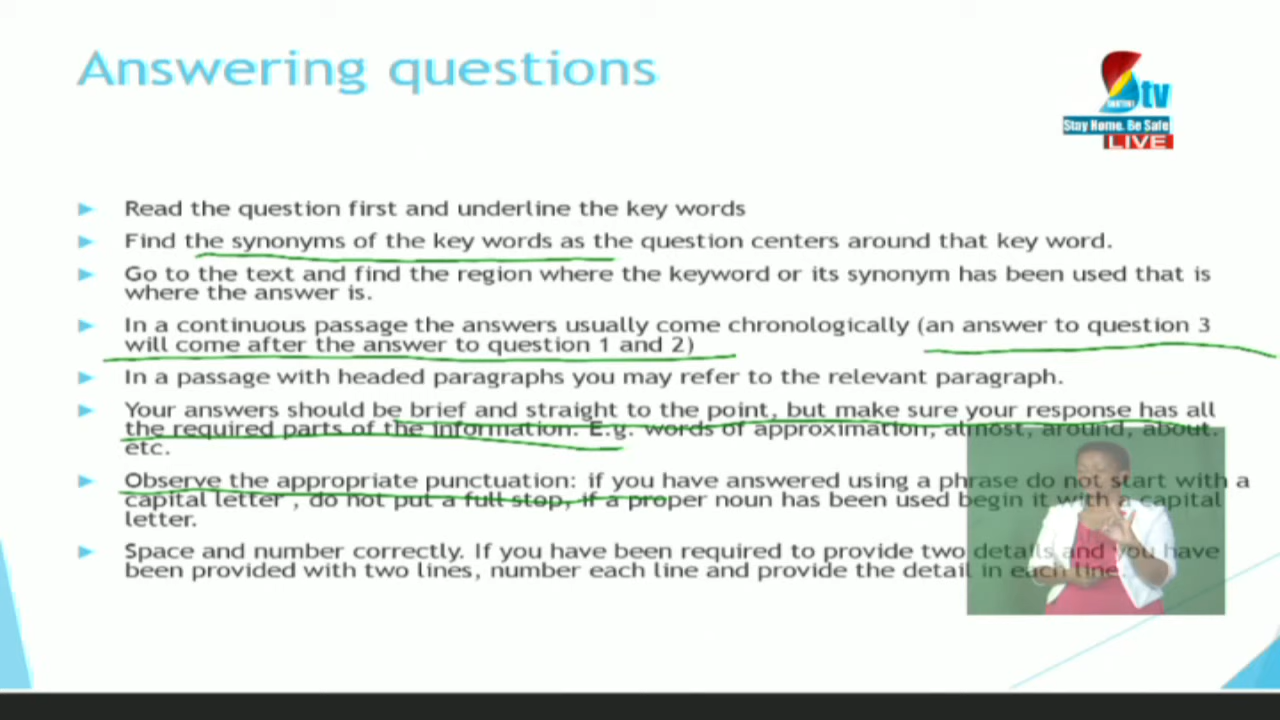 Answering questions
tv
Stay Home. Be Safe
LIVE
Read the question first and underline the key words
Find the synonyms of the key words as the question centers around that key word.
Go to the text and find the region where the keyword or its synonym has been used that is
where the answer is.
In a continuous passage the answers usually come chronologically (an answer to question 3
will come after the answer to question 1 and 2)
In a passage with headed paragraphs you may refer to the relevant paragraph.
Your answers should be brief and straight to the point, but make sure your response has all
the required parts of the information. E.g. words of approximation, almost, around, about.
etc.
Observe the appropriate punctuation: if you have answered using a phrase do not start with a
capital letter , do not put a full stop, if a proper noun has been used begin it with a capital
letter.
Space and number correctly. If you have been required to provide two details and you have
been provided with two lines, number each line and provide the detail in each line.